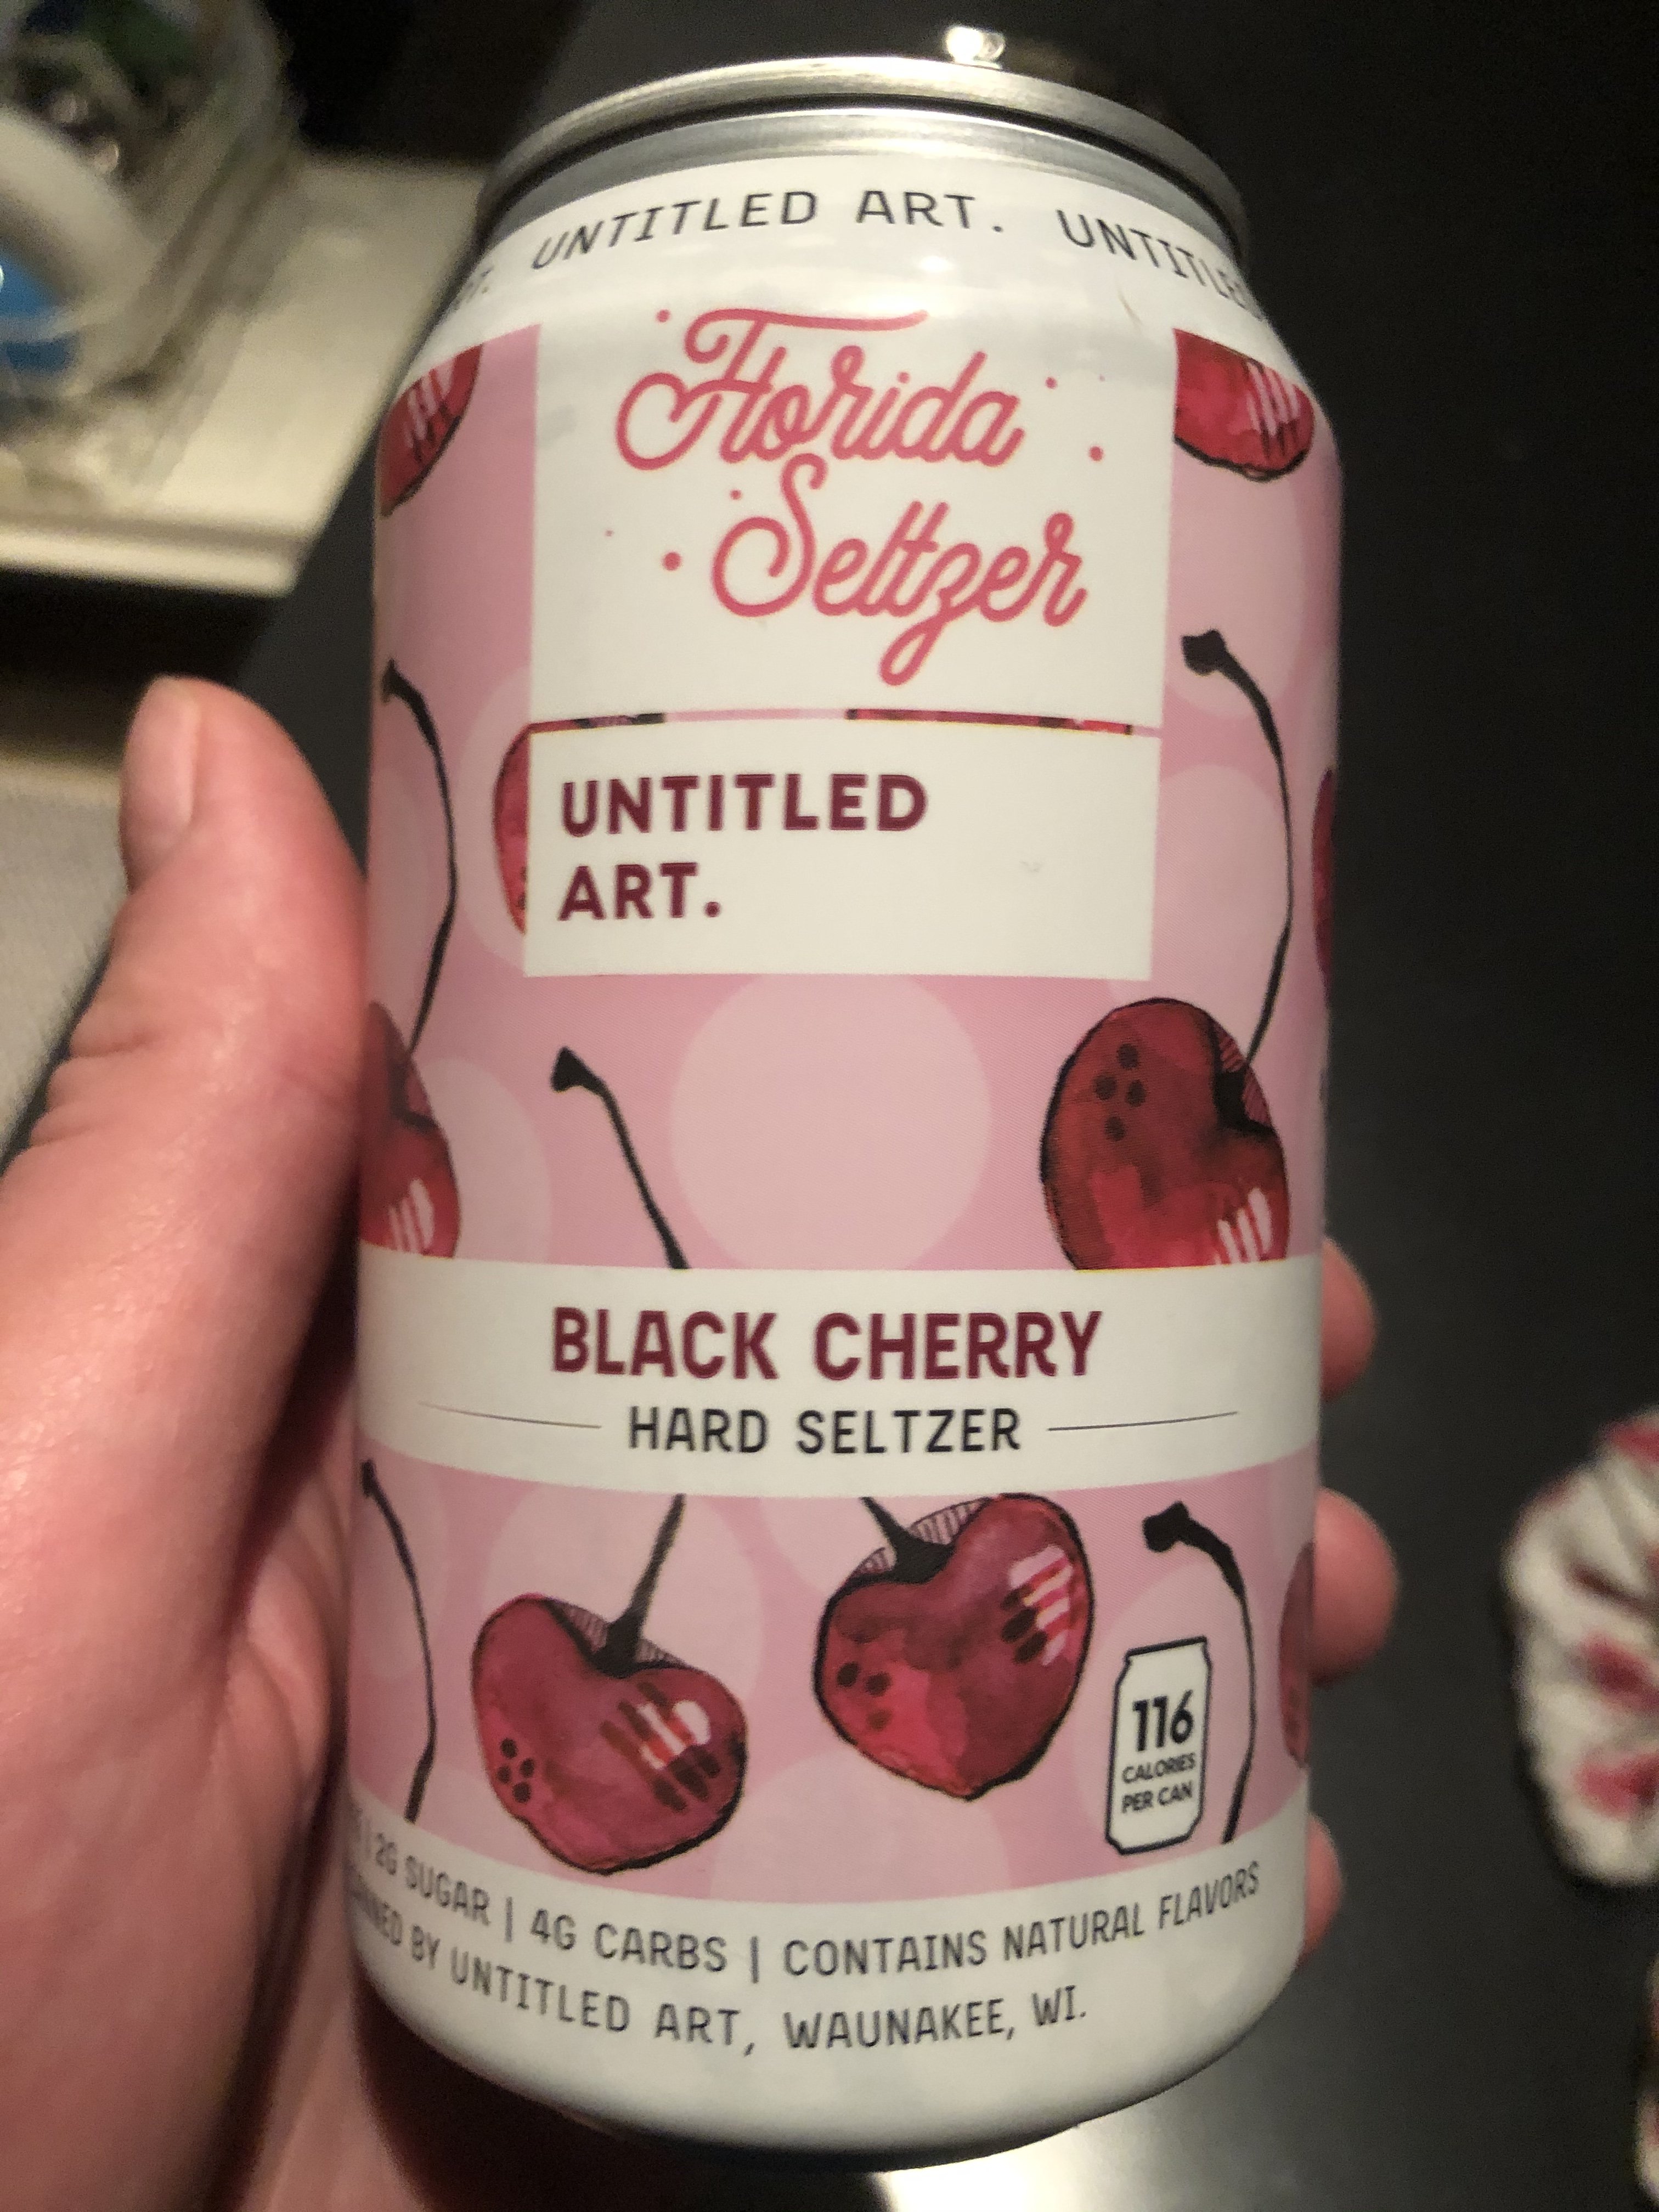 UNTITLED ART. UNTITLED
Florida
Seltzer
UNTITLED
ART.
BLACK CHERRY
HARD SELTZER
116
CALORIES
PER CAN
2G SUGAR | 4G CARBS | CONTAINS NATURAL FLAVORS
BY UNTITLED ART, WAUNAKEE, WI.